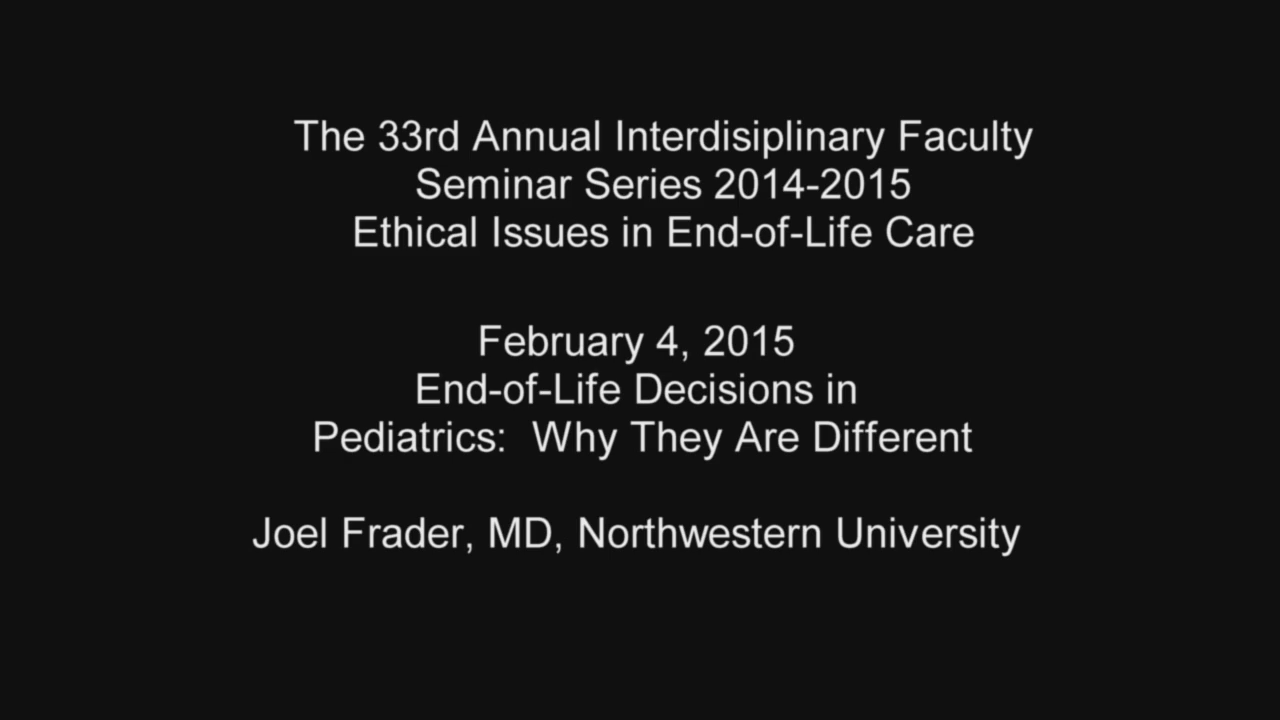 The 33rd Annual Interdisiplinary Faculty
Seminar Series 2014-2015
Ethical Issues in End-of-Life Care
February 4, 2015
End-of-Life Decisions in
Pediatrics:  Why They Are Different
Joel Frader, MD, Northwestern University